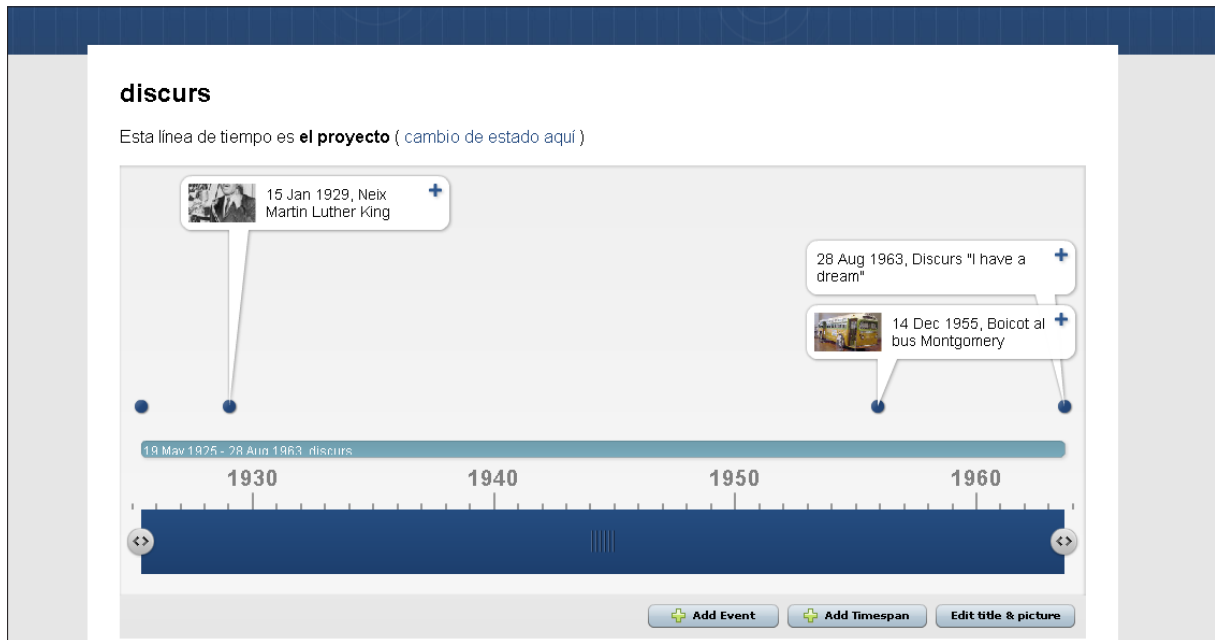 discurs
Esta línea de tiempo es el proyecto ( cambio de estado aquí )
15 Jan 1929, Neix
Martin Luther King
28 Aug 1963, Discurs "I have a
dream"
14 Dec 1955, Boicot al
bus Montgomery
19 May 1925 - 28 Aug 1963 discurs
1930 1940 1950 1960
Add Event Add Timespan Edit title & picture